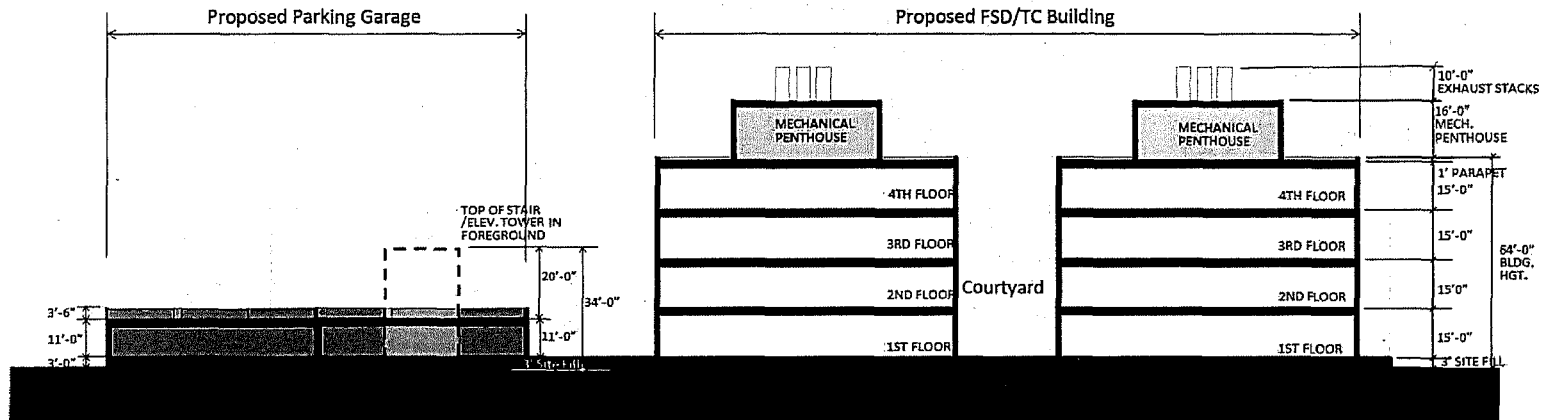 Proposed Parking Garage
Proposed FSD/TC Building
10'-0"
EXHAUST STACKS
16'-0"
MECH.
PENTHOUSE
MECHANICAL
PENTHOUSE
MECHANICAL
PENTHOUSE
1' PARAPET
4TH FLOOR
4TH FLOOR
15'-0"
TOP OF STAIR
/ELEV. TOWER IN
FOREGROUND
3RD FLOOR
3RD FLOOR
15'-0"
64'-0"
BLDG.
HGT.
20'-0"
34'-0"
2ND FLOOR
Courtyard
2ND FLOOR
15'0"
3'-6"
11'-0"
11'-0"
1ST FLOOR
1ST FLOOR
15'-0"
3'-0"
3' Site Fill
3' SITE FILL